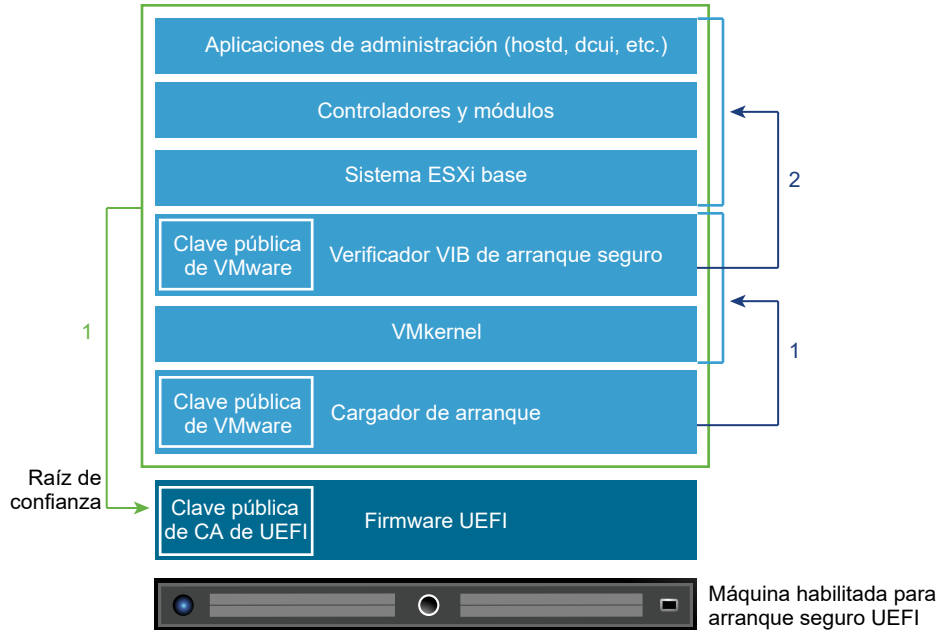 Aplicaciones de administración (hostd, dcui, etc.)
Controladores y módulos
Sistema ESXi base
2
Clave pública
de VMware
Verificador VIB de arranque seguro
1
VMkernel
1
Clave pública
de VMware
Cargador de arranque
Raíz de
confianza
Clave pública
de CA de UEFI
Firmware UEFI
Máquina habilitada para
arranque seguro UEFI